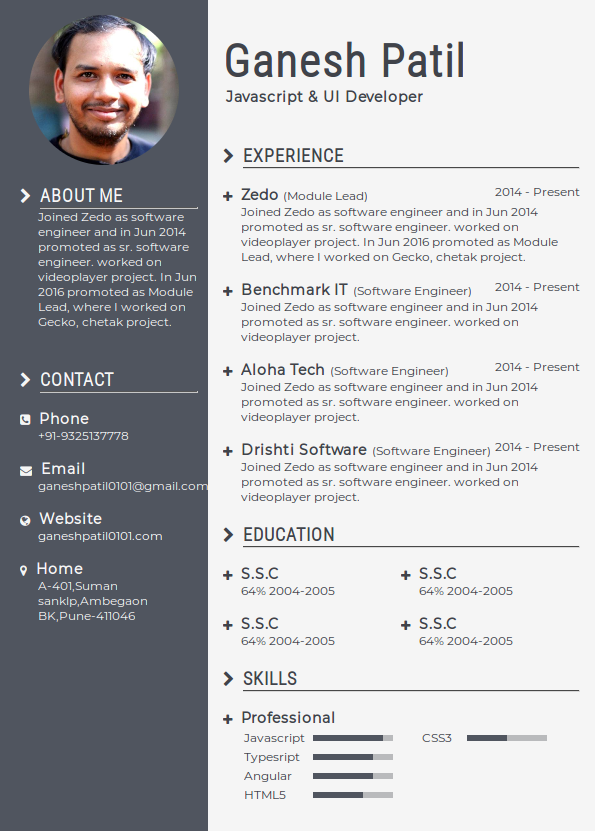 Ganesh Patil
Javascript & UI Developer
ABOUT ME
Joined Zedo as software
engineer and in Jun 2014
promoted as sr. software
engineer. worked on
videoplayer project. In Jun
2016 promoted as Module
Lead, where I worked on
Gecko, chetak project.
CONTACT
Phone
+91-9325137778
Email
ganeshpatil0101@gmail.com
Website
ganeshpatil0101.com
Home
A-401,Suman
sanklp,Ambegaon
BK,Pune-411046
EXPERIENCE
Zedo (Module Lead) 2014 - Present
Joined Zedo as software engineer and in Jun 2014
promoted as sr. software engineer. worked on
videoplayer project. In Jun 2016 promoted as Module
Lead, where I worked on Gecko, chetak project.
Benchmark IT (Software Engineer) 2014 - Present
Joined Zedo as software engineer and in Jun 2014
promoted as sr. software engineer. worked on
videoplayer project.
Aloha Tech (Software Engineer) 2014 - Present
Joined Zedo as software engineer and in Jun 2014
promoted as sr. software engineer. worked on
videoplayer project.
Drishti Software (Software Engineer) 2014 - Present
Joined Zedo as software engineer and in Jun 2014
promoted as sr. software engineer. worked on
videoplayer project.
EDUCATION
S.S.C S.S.C
64% 2004-2005 64% 2004-2005
S.S.C S.S.C
64% 2004-2005 64% 2004-2005
SKILLS
Professional
Javascript CSS3
Typesript
Angular
HTML5